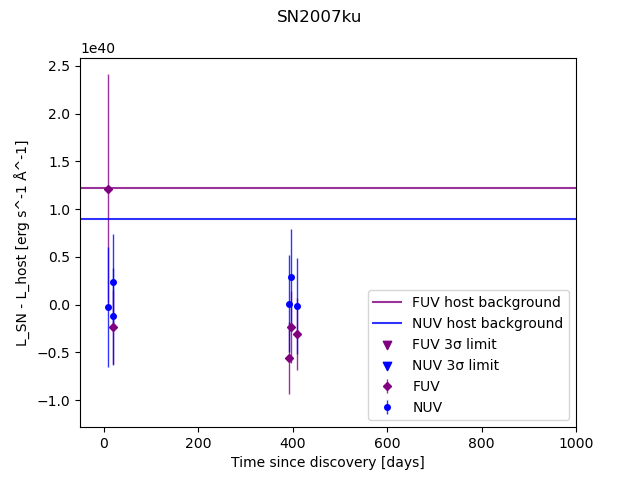 SN2007ku
1e40
2.5
2.0
1.5
1.0
0.5
0.0
−0.5
−1.0
L_SN - L_host [erg s^-1 Å^-1]
FUV host background
NUV host background
FUV 3σ limit
NUV 3σ limit
FUV
NUV
0 200 400 600 800 1000
Time since discovery [days]